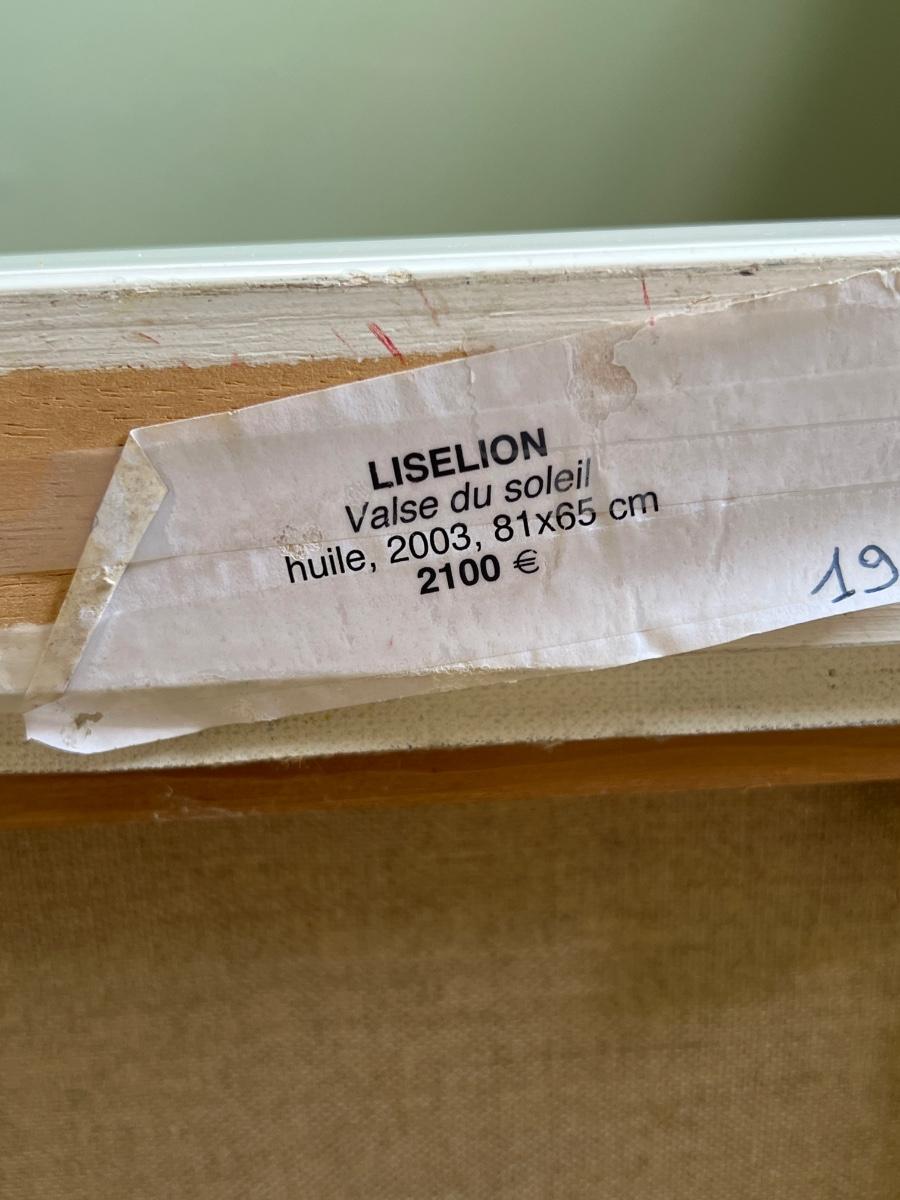 LISELION
Valse du soleil
huile, 2003, 81x65 cm
2100 €
19